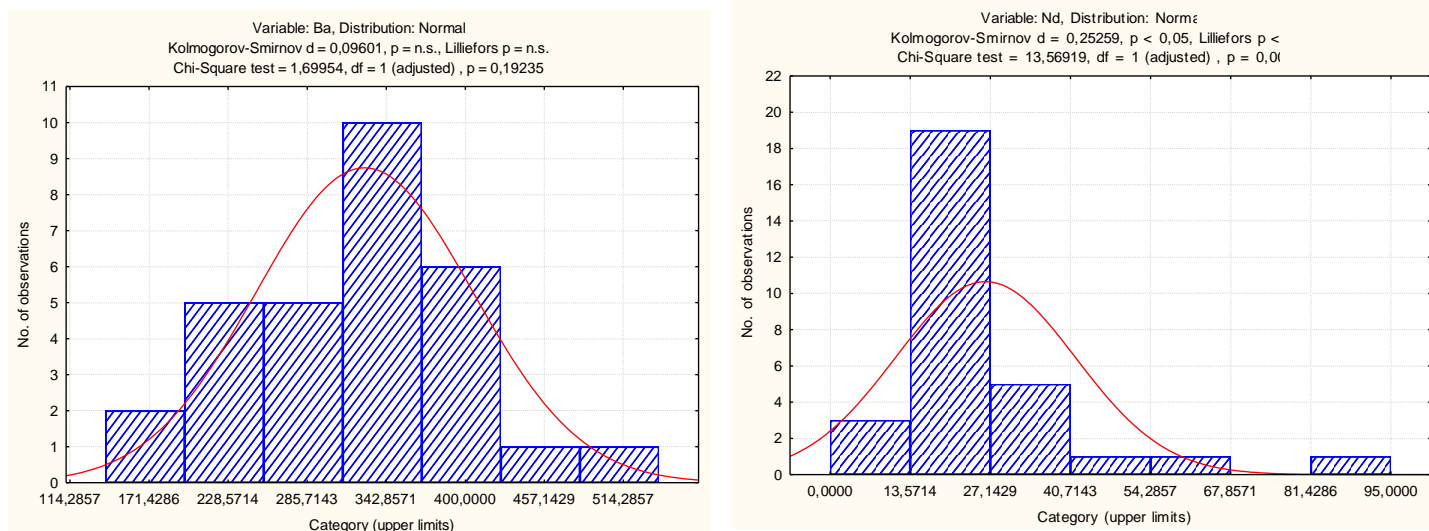 Variable: Ba, Distribution: Normal
Kolmogorov-Smirnov d = 0,09601, p = n.s., Lilliefors p = n.s.
Chi-Square test = 1,69954, df = 1 (adjusted) , p = 0,19235
11
10
9
8
7
6
5
4
3
2
1
0
No. of observations
114,2857 171,4286 228,5714 285,7143 342,8571 400,0000 457,1429 514,2857
Category (upper limits)
Variable: Nd, Distribution: Norma
Kolmogorov-Smirnov d = 0,25259, p < 0,05, Lilliefors p <
Chi-Square test = 13,56919, df = 1 (adjusted) , p = 0,00
22
20
18
16
14
12
10
8
6
4
2
0
No. of observations
0,0000 13,5714 27,1429 40,7143 54,2857 67,8571 81,4286 95,0000
Category (upper limits)